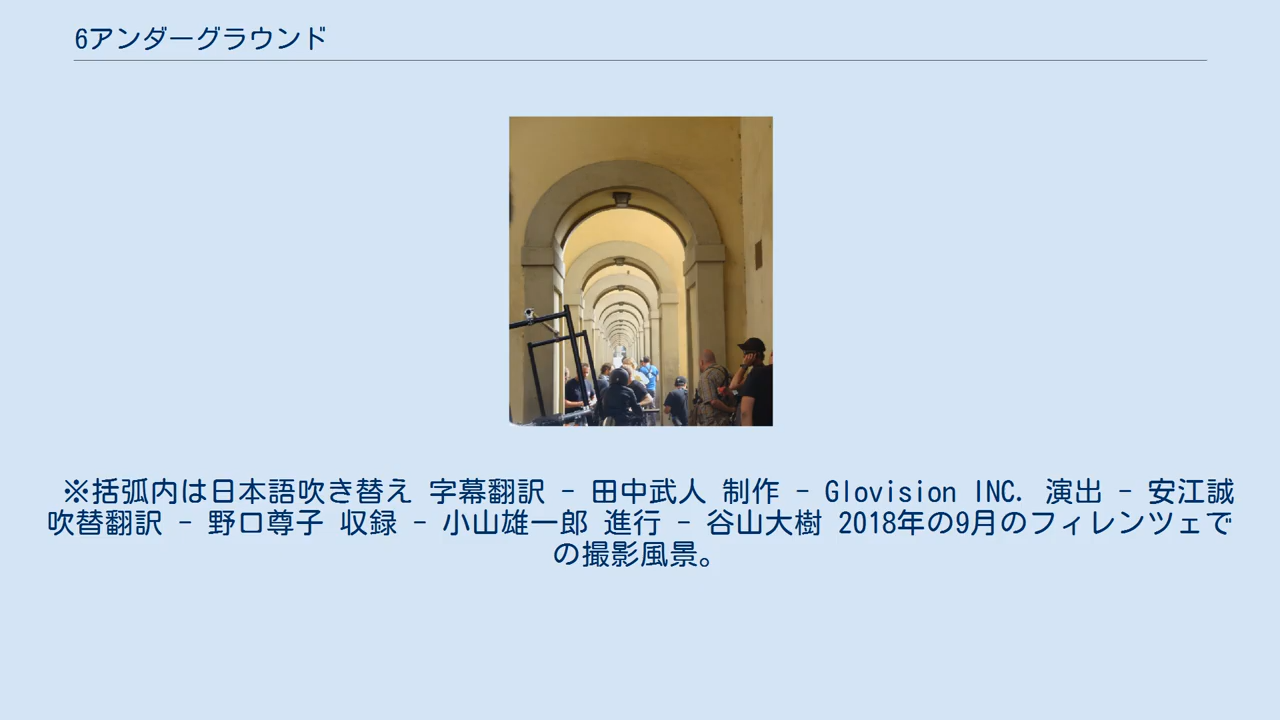 6アンダーグラウンド
※括弧内は日本語吹き替え 字幕翻訳 - 田中武人 制作 - Glovision INC. 演出 - 安江誠
吹替翻訳 - 野口尊子 収録 - 小山雄一郎 進行 - 谷山大樹 2018年の9月のフィレンツェで
の撮影風景。